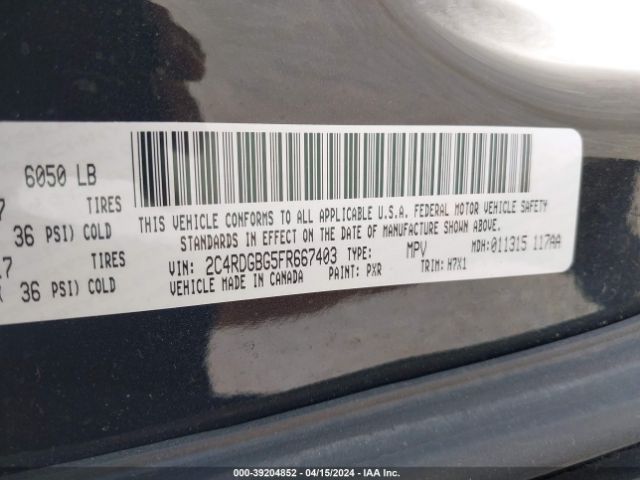 6050 LB
7 TIRES
36 PSI) COLD
17 TIRES
36 PSI) COLD
THIS VEHICLE CONFORMS TO ALL APPLICABLE U.S.A. FEDERAL MOTOR VEHICLE SAFETY
STANDARDS IN EFFECT ON THE DATE OF MANUFACTURE SHOWN ABOVE.
VIN: 2C4RDGBG5FR667403 TYPE: MPV MDH: 011315 117AA
VEHICLE MADE IN CANADA PAINT: PXR TRIM: H7X1
000-39204852 - 04/15/2024 - IAA Inc.